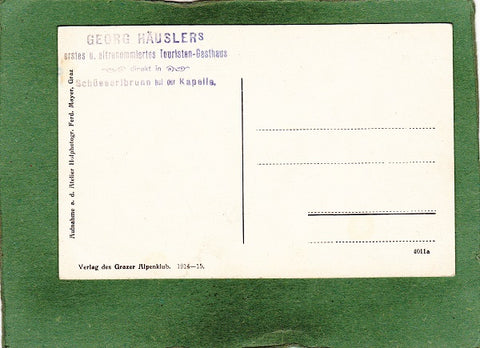 GEORG HÄUSLERS
erstes u. altrenommiertes Touristen-Gasthaus
direkt in
Schüsserlbrunn bei der Kapelle.
Aufnahme a. d. Atelier Hofphotogr. Ferd. Mayer, Graz
Verlag des Grazer Alpenklub. 1914—15.
4011a